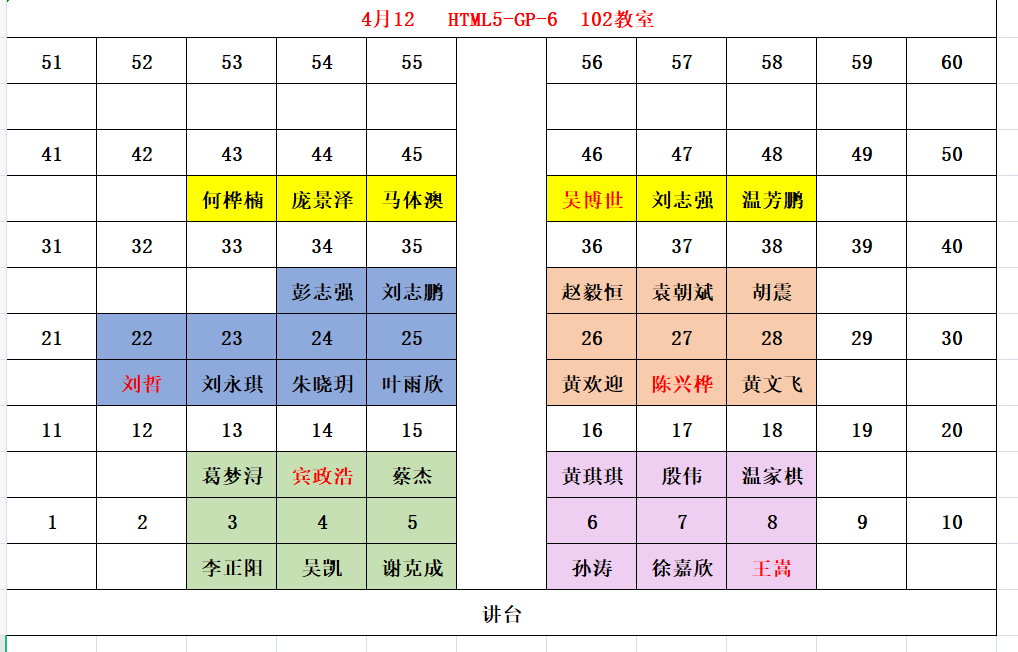 4月12 HTML5-GP-6 102教室
51 52 53 54 55 56 57 58 59 60
41 42 43 44 45 46 47 48 49 50
何桦楠 庞景泽 马体澳 吴博世 刘志强 温芳鹏
31 32 33 34 35 36 37 38 39 40
彭志强 刘志鹏 赵毅恒 袁朝斌 胡震
21 22 23 24 25 26 27 28 29 30
刘哲 刘永琪 朱晓玥 叶雨欣 黄欢迎 陈兴桦 黄文飞
11 12 13 14 15 16 17 18 19 20
葛梦浔 宾政浩 蔡杰 黄琪琪 殷伟 温家棋
1 2 3 4 5 6 7 8 9 10
李正阳 吴凯 谢克成 孙涛 徐嘉欣 王嵩
讲台